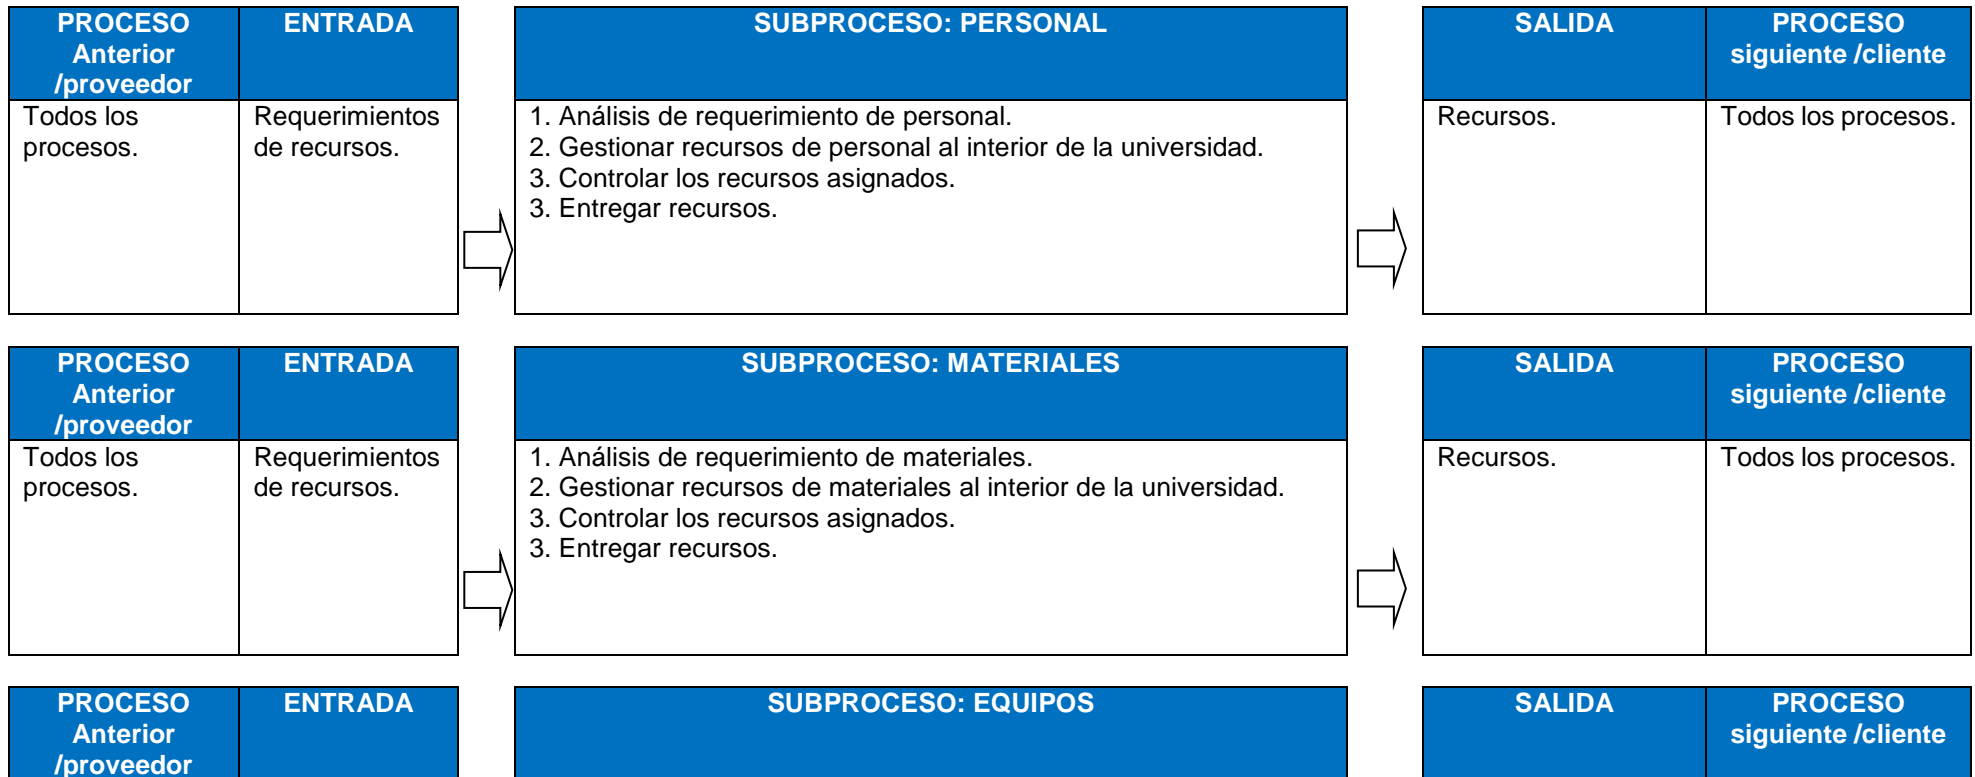 PROCESO
Anterior
/proveedor
ENTRADA
SUBPROCESO: PERSONAL
SALIDA
PROCESO
siguiente /cliente
Todos los
procesos.
Requerimientos
de recursos.
1. Análisis de requerimiento de personal.
2. Gestionar recursos de personal al interior de la universidad.
3. Controlar los recursos asignados.
3. Entregar recursos.
Recursos.
Todos los procesos.
PROCESO
Anterior
/proveedor
ENTRADA
SUBPROCESO: MATERIALES
SALIDA
PROCESO
siguiente /cliente
Todos los
procesos.
Requerimientos
de recursos.
1. Análisis de requerimiento de materiales.
2. Gestionar recursos de materiales al interior de la universidad.
3. Controlar los recursos asignados.
3. Entregar recursos.
Recursos.
Todos los procesos.
PROCESO
Anterior
/proveedor
ENTRADA
SUBPROCESO: EQUIPOS
SALIDA
PROCESO
siguiente /cliente